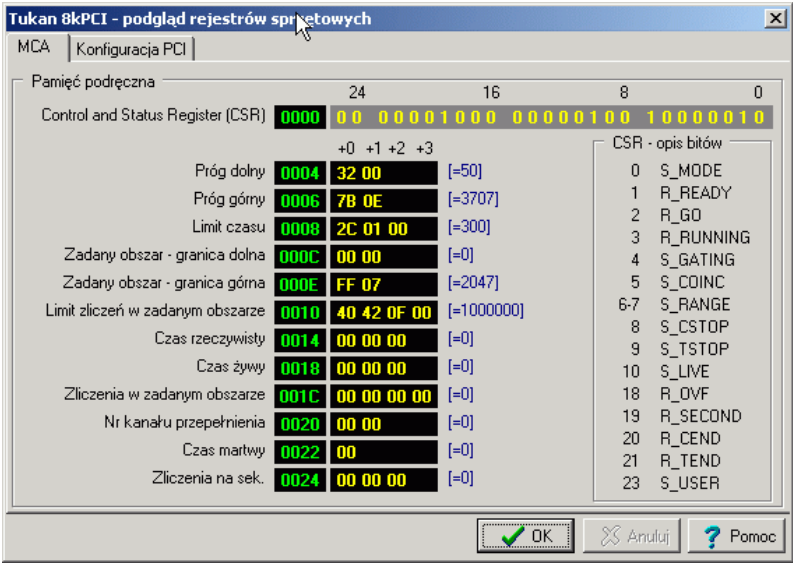 Tukan 8kPCI - podgląd rejestrów sprzętowych
MCA Konfiguracja PCI
Pamięć podręczna
24 16 8 0
Control and Status Register (CSR) 0000 00 00001000 00000100 10000010
+0 +1 +2 +3
Próg dolny 0004 32 00 [=50]
Próg górny 0006 7B 0E [=3707]
Limit czasu 0008 2C 01 00 [=300]
Zadany obszar - granica dolna 000C 00 00 [=0]
Zadany obszar - granica górna 000E FF 07 [=2047]
Limit zliczeń w zadanym obszarze 0010 40 42 0F 00 [=1000000]
Czas rzeczywisty 0014 00 00 00 [=0]
Czas żywy 0018 00 00 00 [=0]
Zliczenia w zadanym obszarze 001C 00 00 00 00 [=0]
Nr kanału przepełnienia 0020 00 00 [=0]
Czas martwy 0022 00 [=0]
Zliczenia na sek. 0024 00 00 00 [=0]
CSR - opis bitów
0 S_MODE
1 R_READY
2 R_GO
3 R_RUNNING
4 S_GATING
5 S_COINC
6-7 S_RANGE
8 S_CSTOP
9 S_TSTOP
10 S_LIVE
18 R_OVF
19 R_SECOND
20 R_CEND
21 R_TEND
23 S_USER
OK Anuluj Pomoc